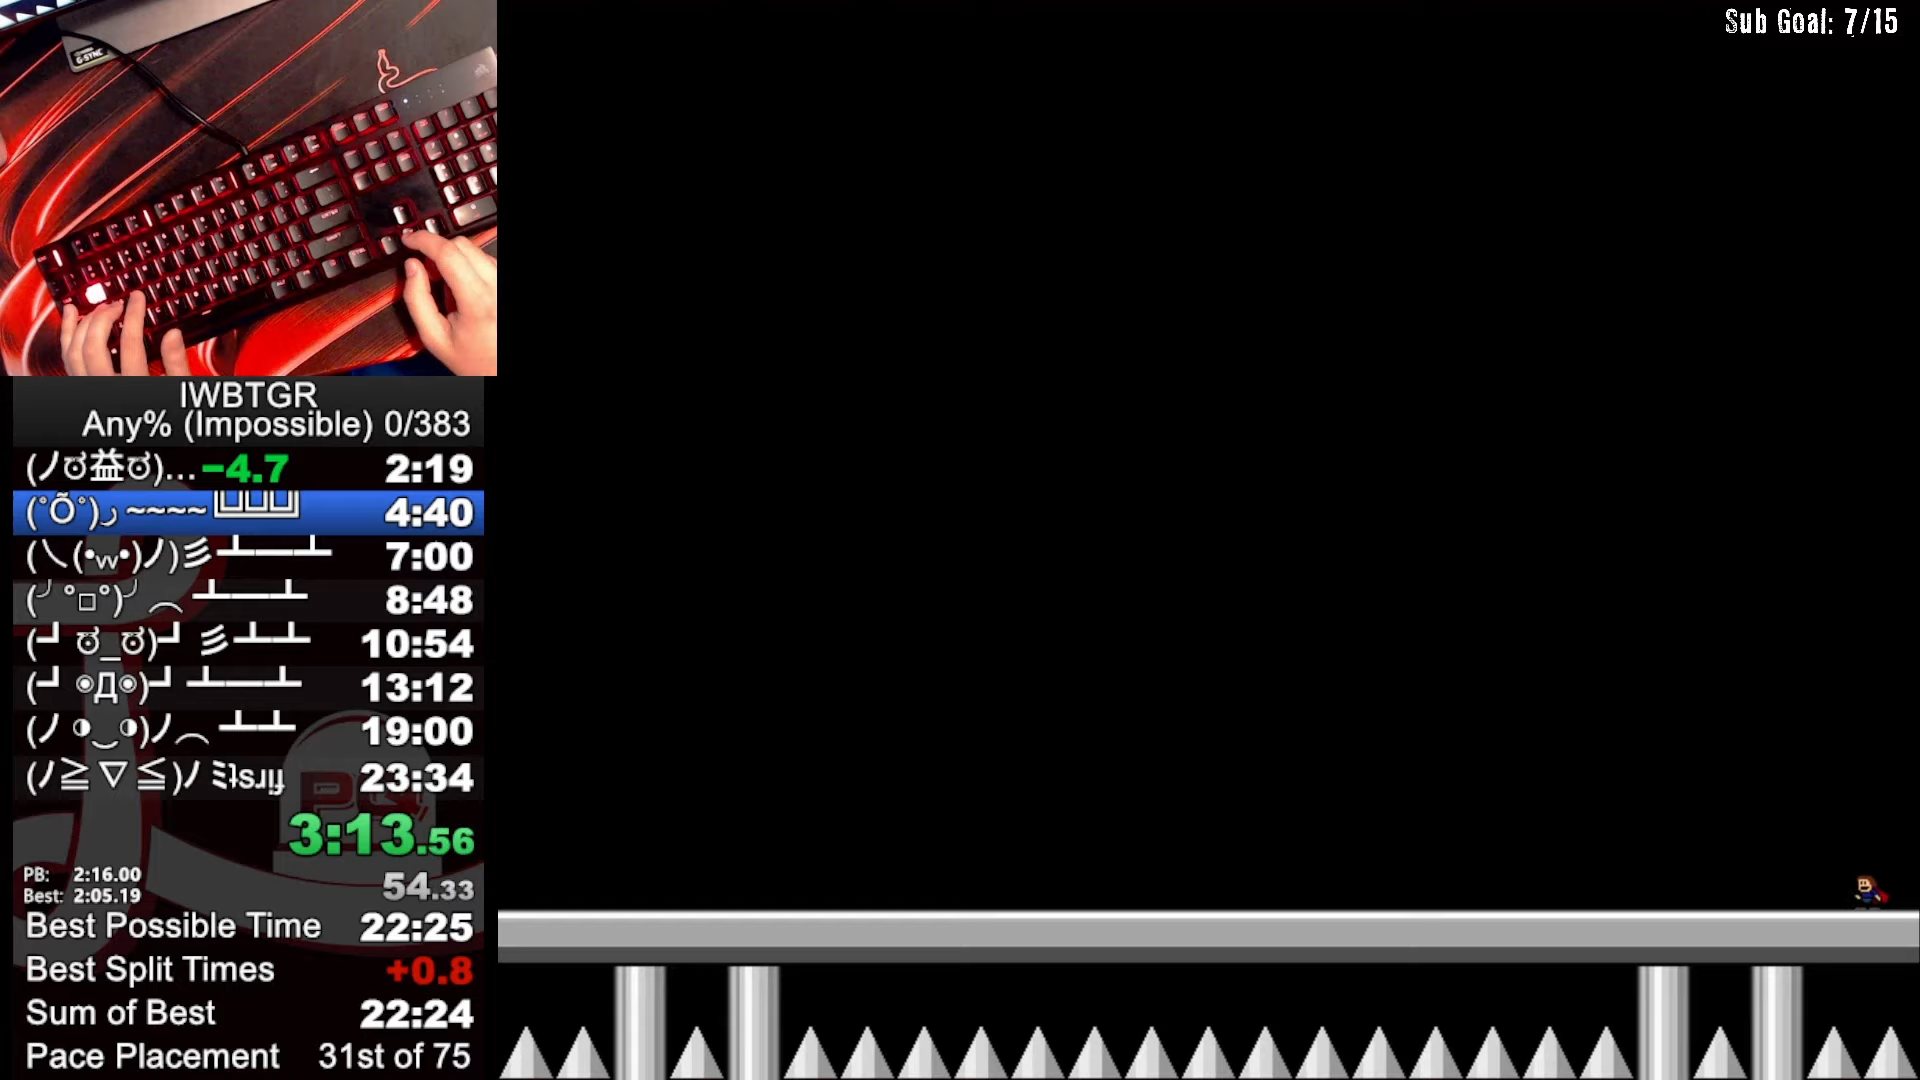 Sub Goal: 7/15
G-SYNC
IWBTGR
Any% (Impossible) 0/383
(ノಠ益ಠ)... −4.7 2:19
(˚Õ˚)ر ~~~~╚╩╩╝ 4:40
(＼(•ᴡ•)ノ)彡┻━┻ 7:00
(╯°□°)╯︵ ┻━┻ 8:48
(┛ಠ_ಠ)┛彡┻━┻ 10:54
(┛◉Д◉)┛┻━┻ 13:12
(ノ◑‿◑)ノ︵ ┻━┻ 19:00
(ﾉ≧∇≦)ﾉ ﾐ 23:34
3:13.56
PB: 2:16.00
Best: 2:05.19
54.33
Best Possible Time 22:25
Best Split Times +0.8
Sum of Best 22:24
Pace Placement 31st of 75